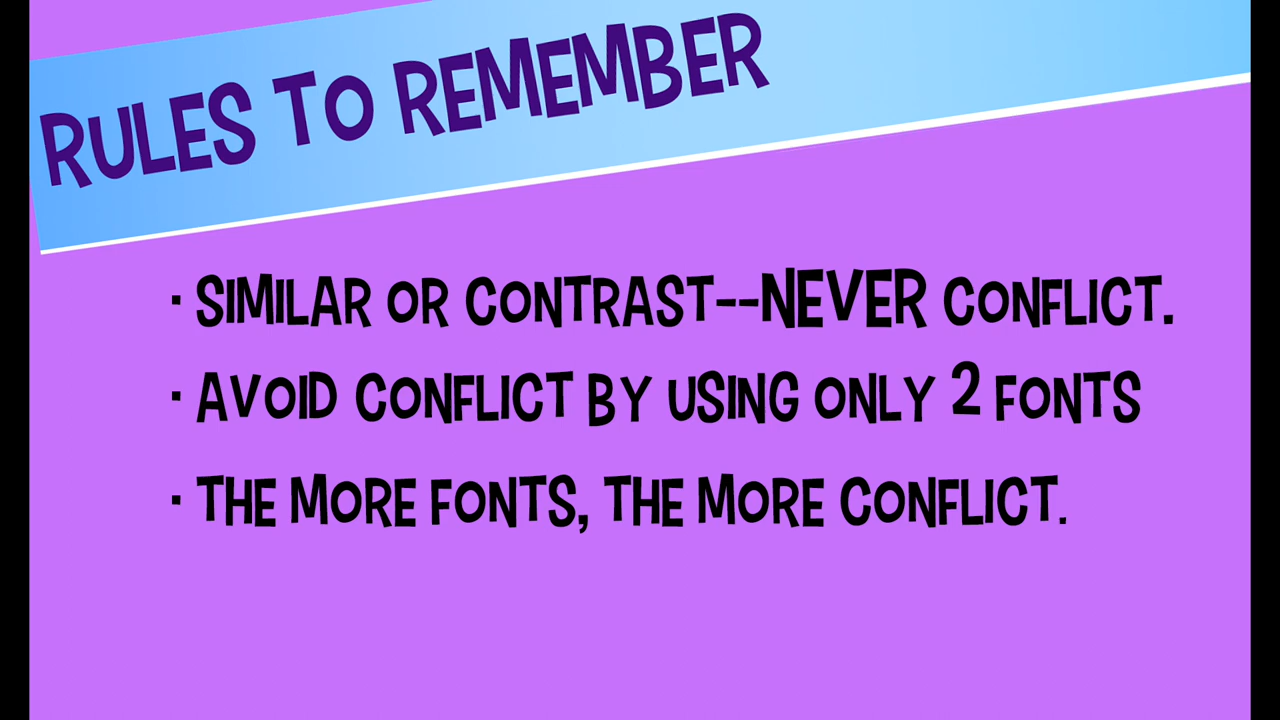 RULES TO REMEMBER
· SIMILAR OR CONTRAST--NEVER CONFLICT.
· AVOID CONFLICT BY USING ONLY 2 FONTS
· THE MORE FONTS, THE MORE CONFLICT.